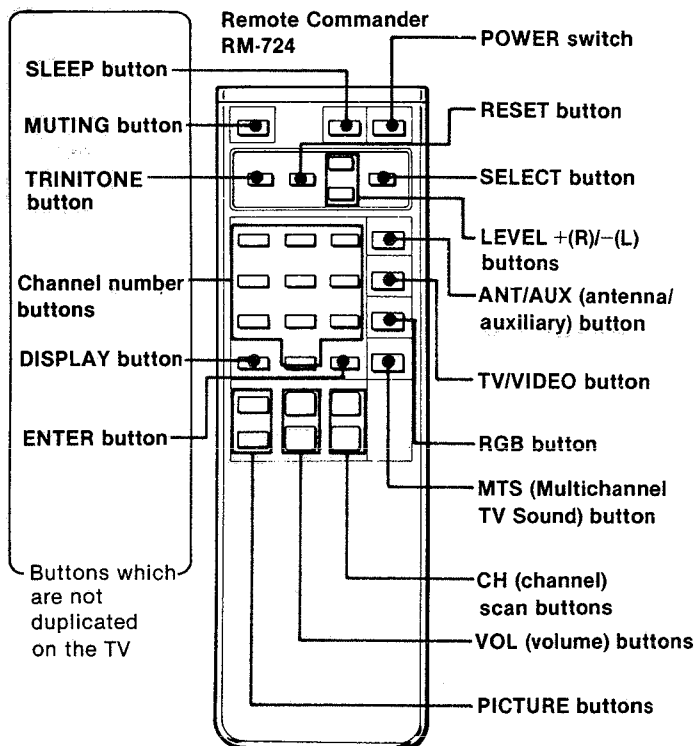 Remote Commander
RM-724
SLEEP button
MUTING button
TRINITONE
button
Channel number
buttons
DISPLAY button
ENTER button
Buttons which
are not
duplicated
on the TV
POWER switch
RESET button
SELECT button
LEVEL +(R)/−(L)
buttons
ANT/AUX (antenna/
auxiliary) button
TV/VIDEO button
RGB button
MTS (Multichannel
TV Sound) button
CH (channel)
scan buttons
VOL (volume) buttons
PICTURE buttons